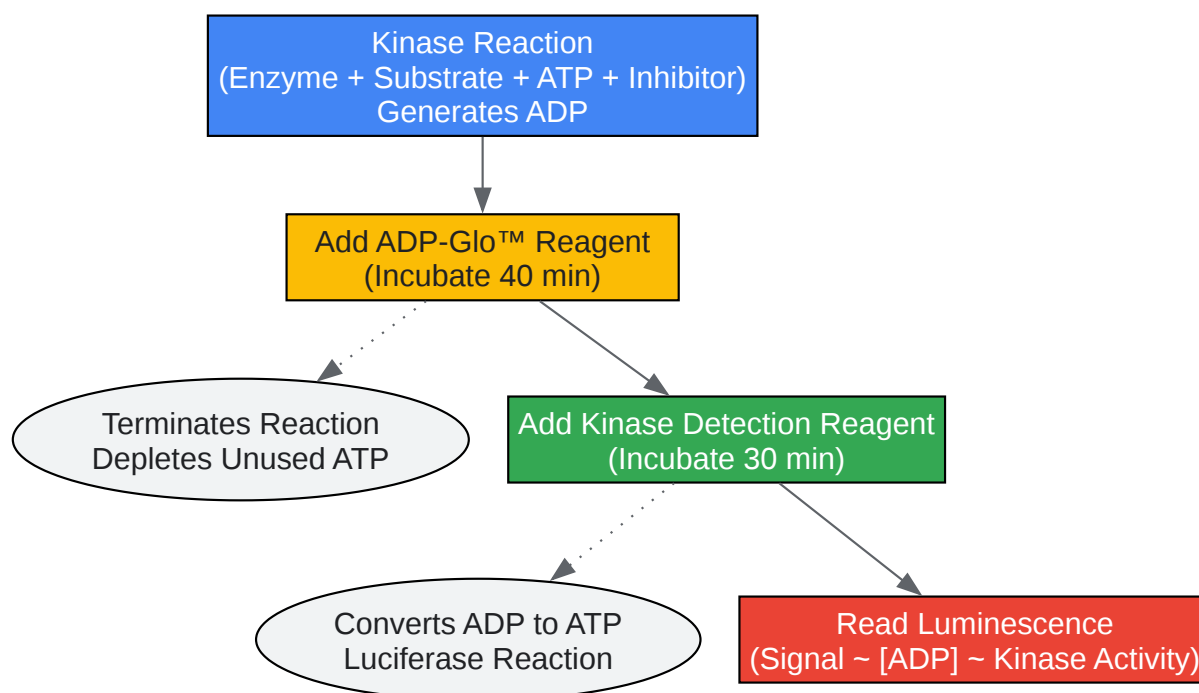 Kinase Reaction
(Enzyme + Substrate + ATP + Inhibitor)
Generates ADP
Add ADP-Glo™ Reagent
(Incubate 40 min)
Terminates Reaction
Depletes Unused ATP
Add Kinase Detection Reagent
(Incubate 30 min)
Converts ADP to ATP
Luciferase Reaction
Read Luminescence
(Signal ~ [ADP] ~ Kinase Activity)